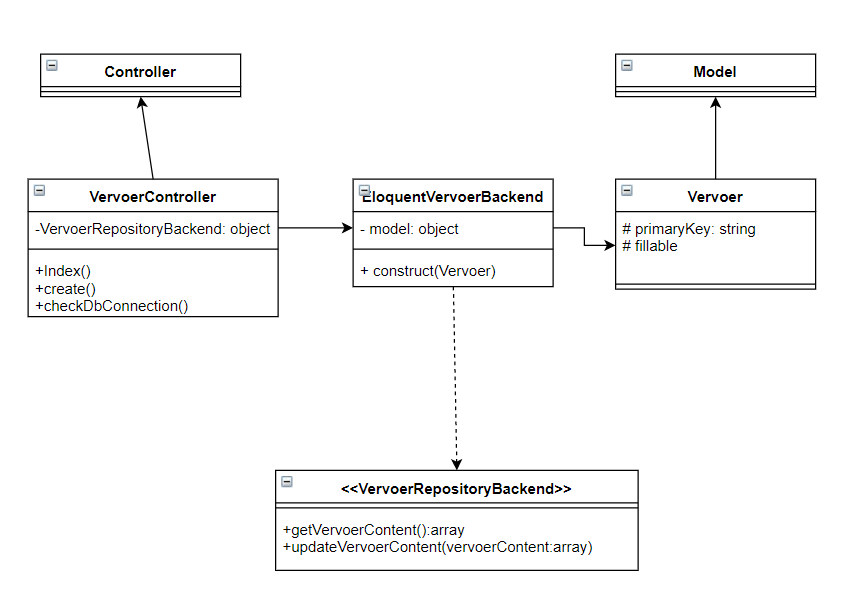 Controller
Model
VervoerController
-VervoerRepositoryBackend: object
+Index()
+create()
+checkDbConnection()
EloquentVervoerBackend
- model: object
+ construct(Vervoer)
Vervoer
# primaryKey: string
# fillable
<<VervoerRepositoryBackend>>
+getVervoerContent():array
+updateVervoerContent(vervoerContent:array)